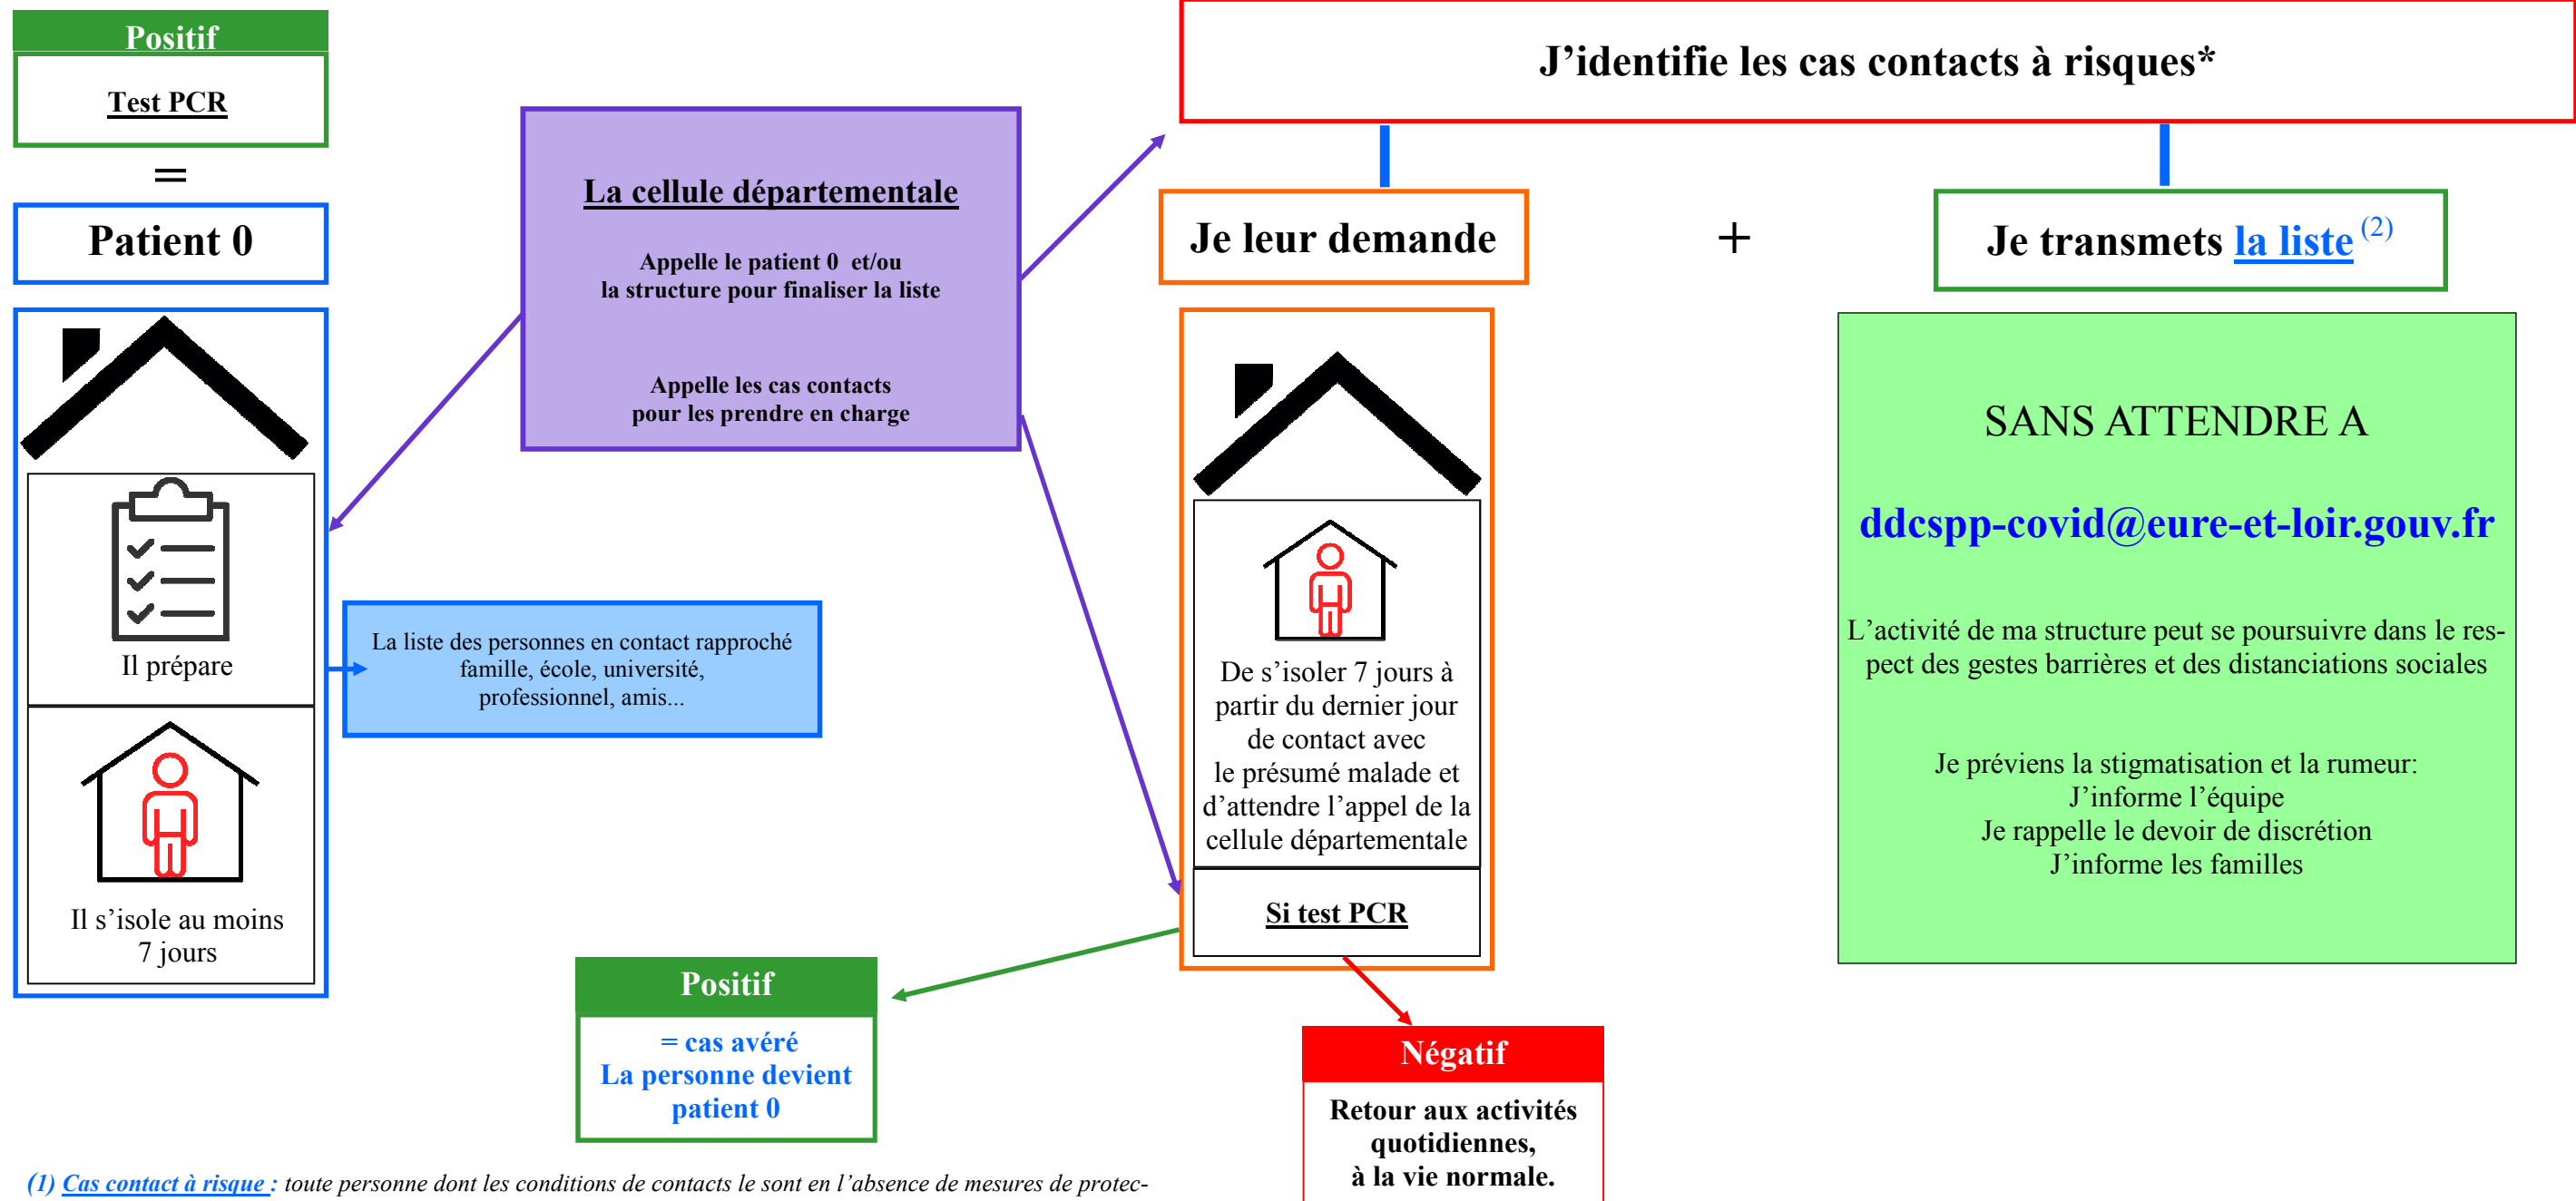 Positif
Test PCR
=
Patient 0
Il prépare
Il s’isole au moins
7 jours
La cellule départementale
Appelle le patient 0 et/ou
la structure pour finaliser la liste
Appelle les cas contacts
pour les prendre en charge
La liste des personnes en contact rapproché
famille, école, université,
professionnel, amis...
J’identifie les cas contacts à risques*
Je leur demande
+
Je transmets la liste (2)
De s’isoler 7 jours à
partir du dernier jour
de contact avec
le présumé malade et
d’attendre l’appel de la
cellule départementale
Si test PCR
SANS ATTENDRE A
ddcspp-covid@eure-et-loir.gouv.fr
L’activité de ma structure peut se poursuivre dans le res-
pect des gestes barrières et des distanciations sociales
Je préviens la stigmatisation et la rumeur:
J’informe l’équipe
Je rappelle le devoir de discrétion
J’informe les familles
Positif
= cas avéré
La personne devient
patient 0
Négatif
Retour aux activités
quotidiennes,
à la vie normale.
(1) Cas contact à risque : toute personne dont les conditions de contacts le sont en l’absence de mesures de protec-